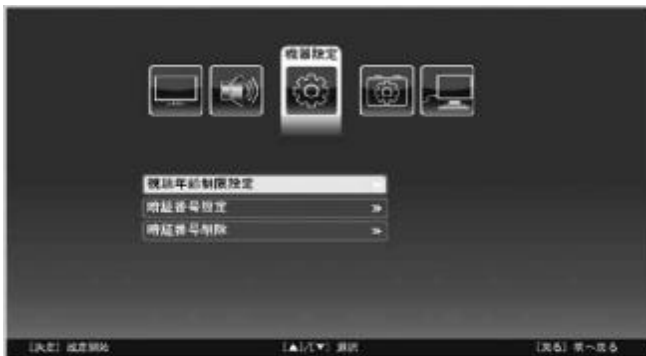 機器設定
視聴年齢制限設定
暗証番号設定
暗証番号削除
[決定] 設定開始
[▲]/[▼] 選択
[戻る] 前へ戻る